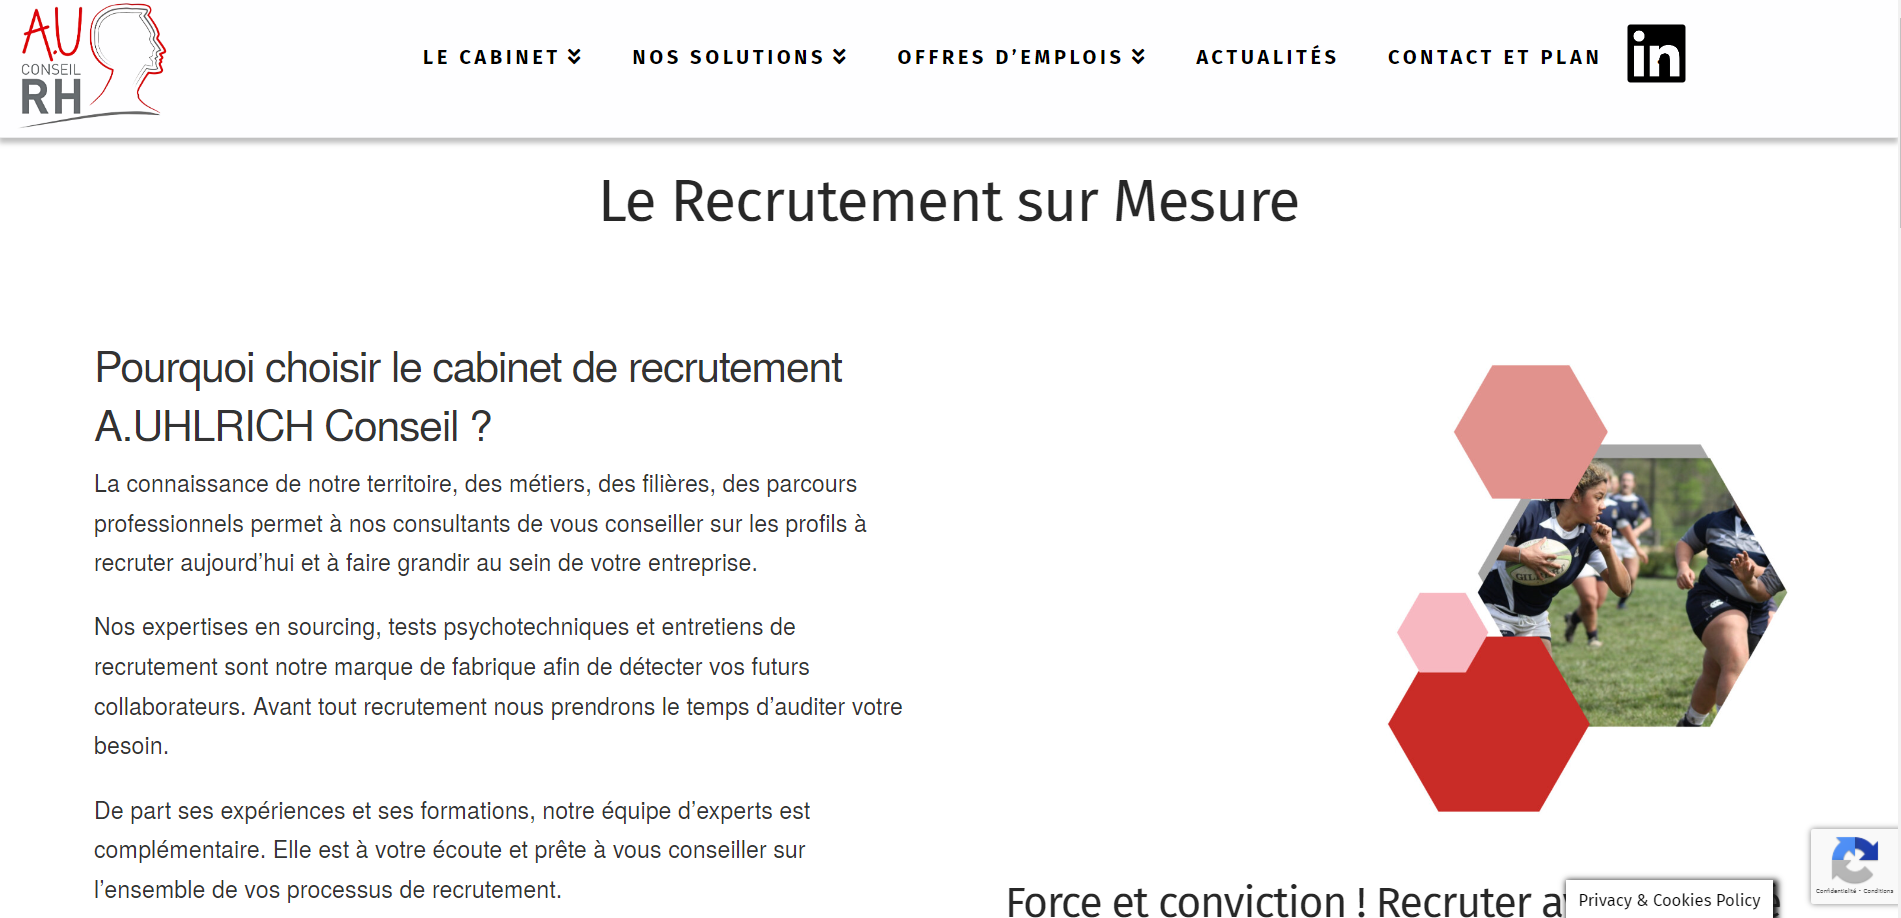 A.U
CONSEIL
RH
LE CABINET
NOS SOLUTIONS
OFFRES D’EMPLOIS
ACTUALITÉS
CONTACT ET PLAN
in
Le Recrutement sur Mesure
Pourquoi choisir le cabinet de recrutement
A.UHLRICH Conseil ?
La connaissance de notre territoire, des métiers, des filières, des parcours
professionnels permet à nos consultants de vous conseiller sur les profils à
recruter aujourd’hui et à faire grandir au sein de votre entreprise.
Nos expertises en sourcing, tests psychotechniques et entretiens de
recrutement sont notre marque de fabrique afin de détecter vos futurs
collaborateurs. Avant tout recrutement nous prendrons le temps d’auditer votre
besoin.
De part ses expériences et ses formations, notre équipe d’experts est
complémentaire. Elle est à votre écoute et prête à vous conseiller sur
l’ensemble de vos processus de recrutement.
Force et conviction ! Recruter
Privacy & Cookies Policy
Confidentialité - Conditions